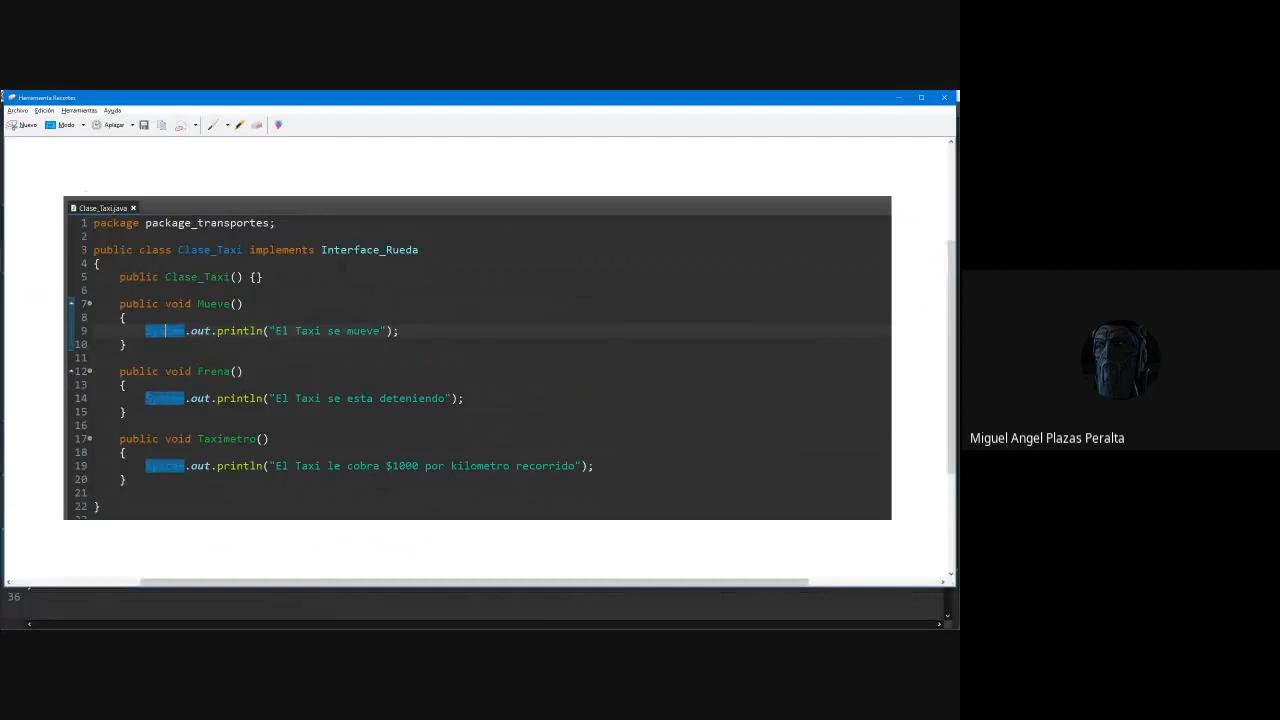 Herramienta Recortes
Archivo Edición Herramientas Ayuda
Nuevo Modo Aplazar
Clase_Taxi.java
1 package package_transportes;
2
3 public class Clase_Taxi implements Interface_Rueda
4 {
5 public Clase_Taxi() {}
6
7 public void Mueve()
8 {
9 System.out.println("El Taxi se mueve");
10 }
11
12 public void Frena()
13 {
14 System.out.println("El Taxi se esta deteniendo");
15 }
16
17 public void Taximetro()
18 {
19 System.out.println("El Taxi le cobra $1000 por kilometro recorrido");
20 }
21
22 }
36
Miguel Angel Plazas Peralta